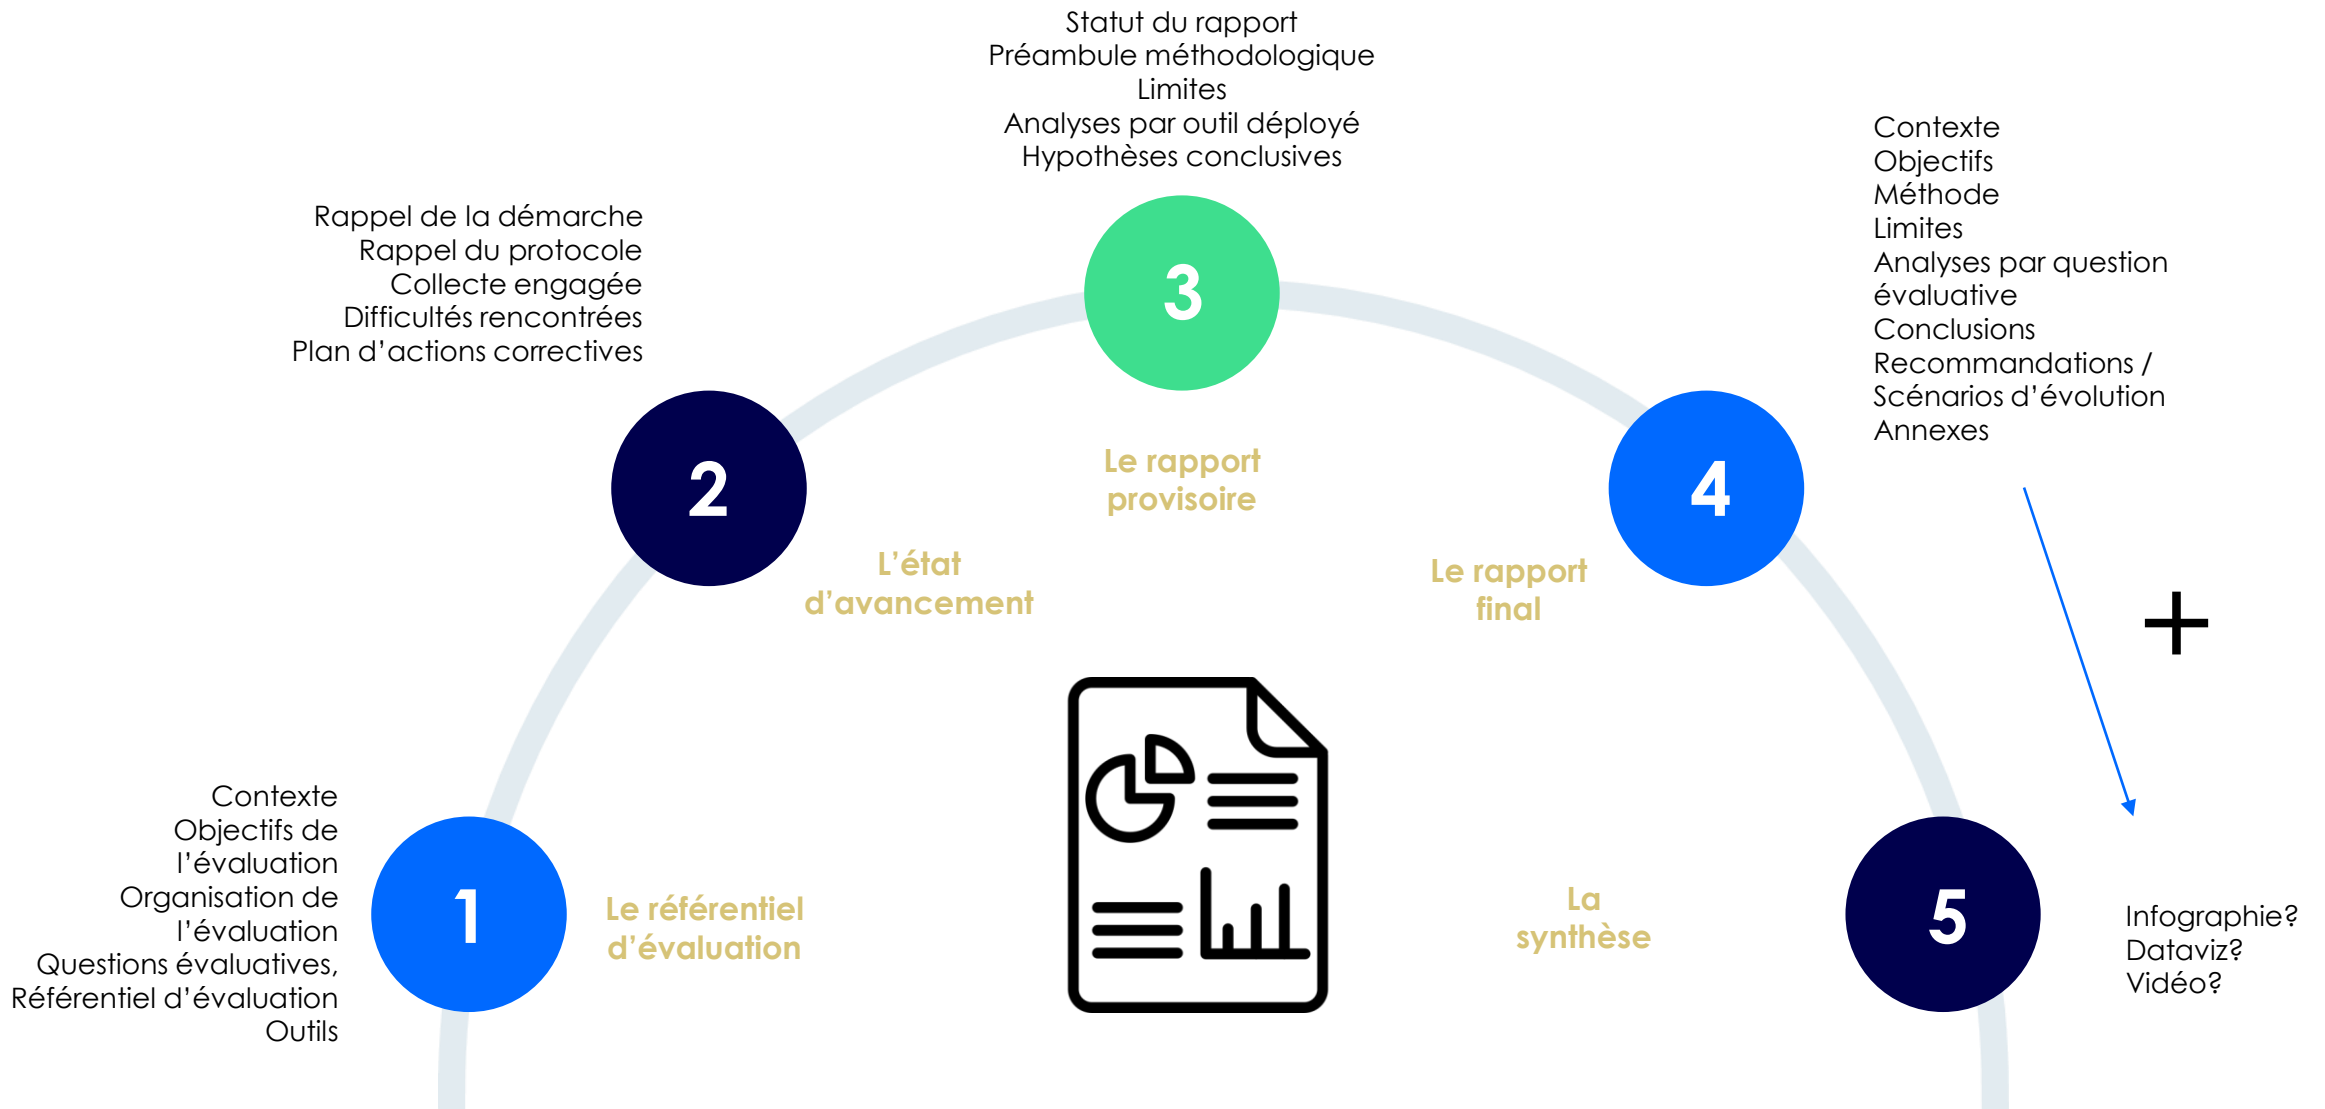 Contexte
Objectifs de
l’évaluation
Organisation de
l’évaluation
Questions évaluatives,
Référentiel d’évaluation
Outils
1
Le référentiel
d’évaluation
Rappel de la démarche
Rappel du protocole
Collecte engagée
Difficultés rencontrées
Plan d’actions correctives
2
L’état
d’avancement
Statut du rapport
Préambule méthodologique
Limites
Analyses par outil déployé
Hypothèses conclusives
3
Le rapport
provisoire
Contexte
Objectifs
Méthode
Limites
Analyses par question
évaluative
Conclusions
Recommandations /
Scénarios d’évolution
Annexes
4
Le rapport
final
+
5
La
synthèse
Infographie?
Dataviz?
Vidéo?